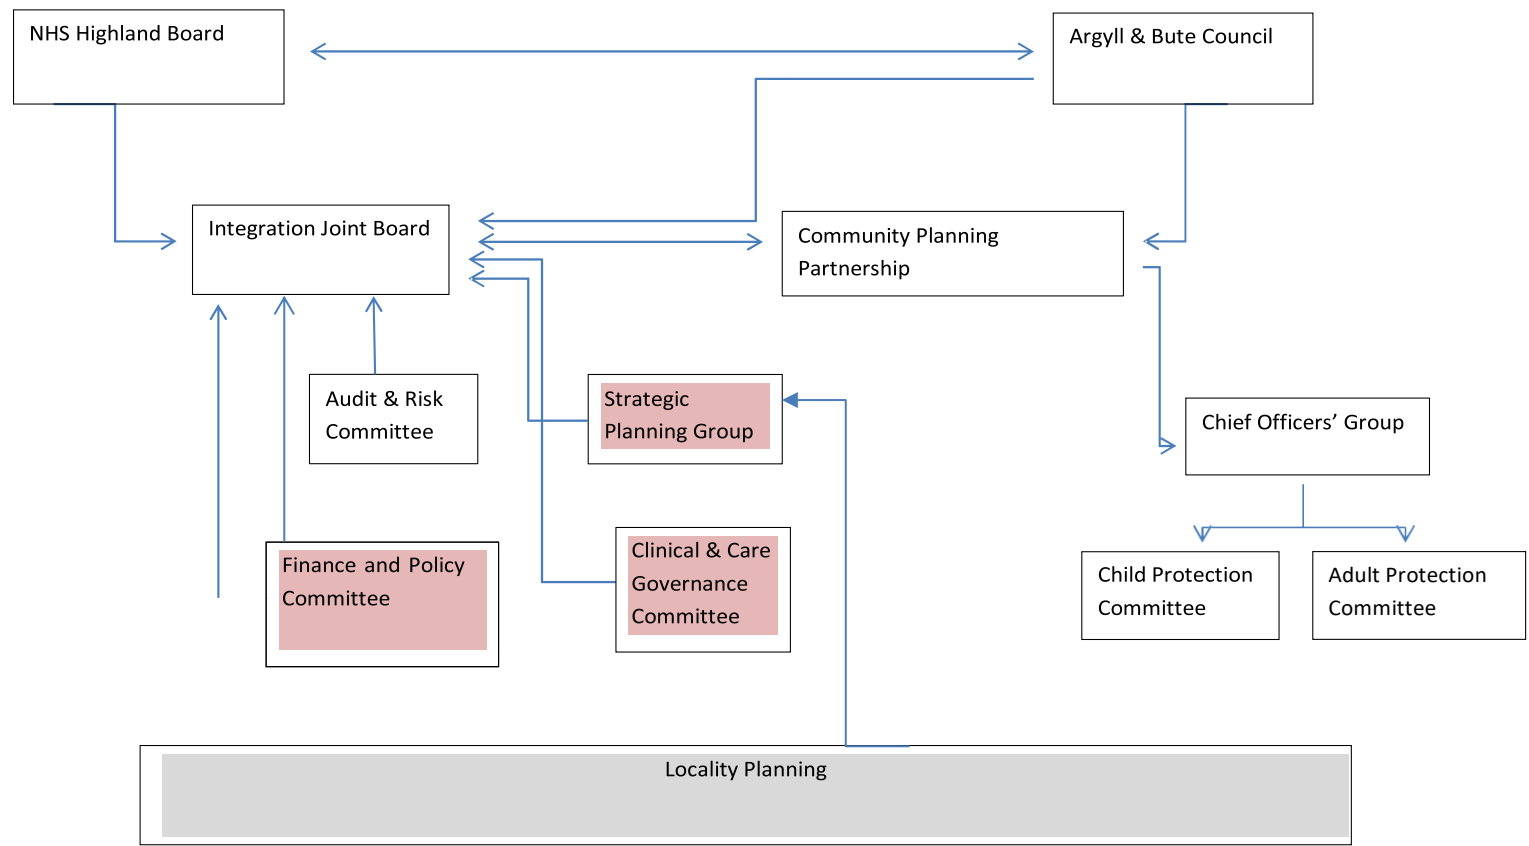 NHS Highland Board
Argyll & Bute Council
Integration Joint Board
Community Planning
Partnership
Audit & Risk
Committee
Strategic
Planning Group
Chief Officers’ Group
Finance and Policy
Committee
Clinical & Care
Governance
Committee
Child Protection
Committee
Adult Protection
Committee
Locality Planning